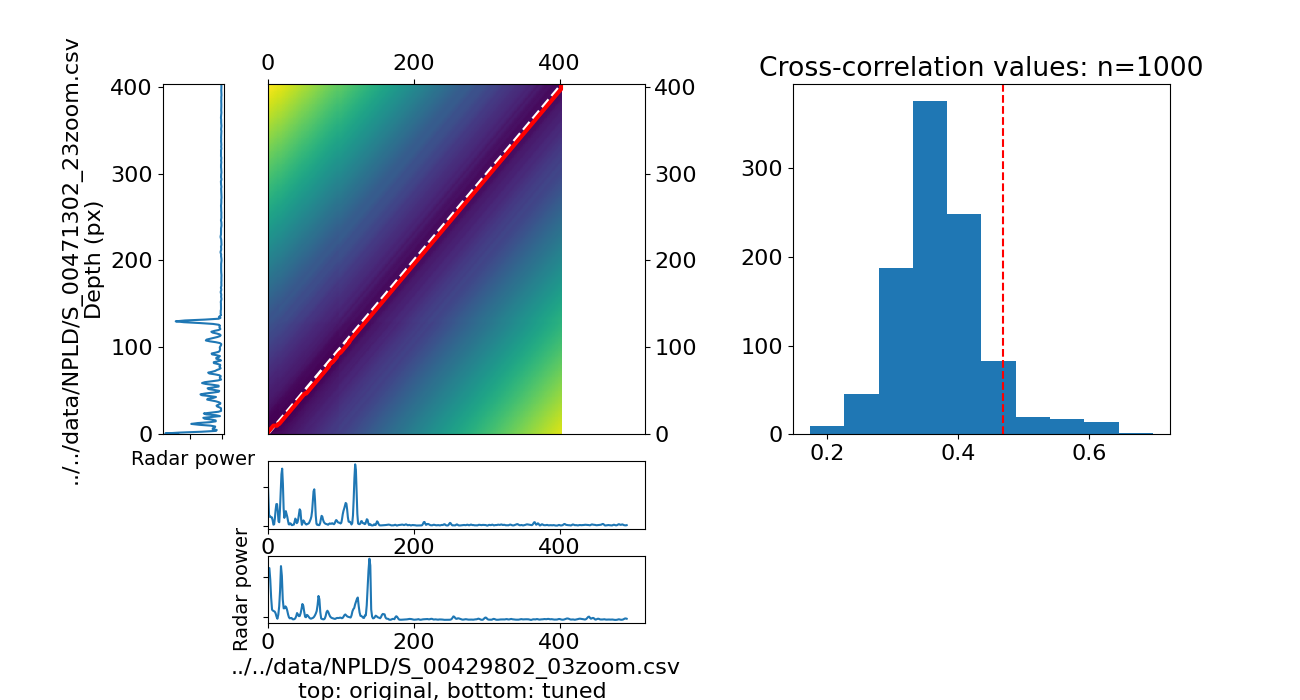 Cross-correlation values: n=1000
0 200 400
../../data/NPLD/S_00471302_23zoom.csv
Depth (px)
400
300
200
100
0
Radar power
400
300
200
100
0
300
200
100
0
0.2 0.4 0.6
0 200 400
Radar power
0 200 400
../../data/NPLD/S_00429802_03zoom.csv
top: original, bottom: tuned